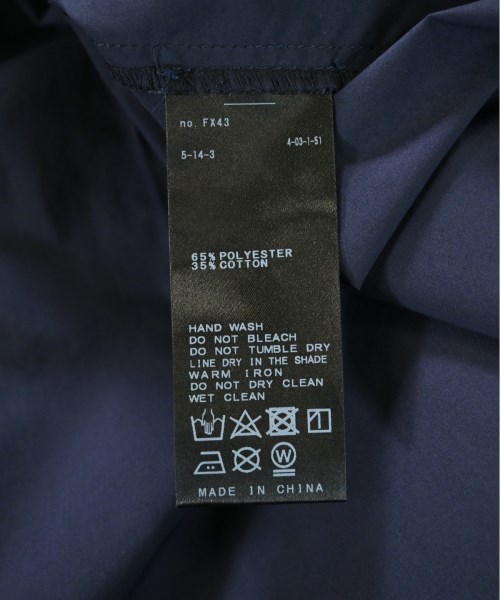 no. FX43
5-14-3 4-03-1-51
65% POLYESTER
35% COTTON
HAND WASH
DO NOT BLEACH
DO NOT TUMBLE DRY
LINE DRY IN THE SHADE
WARM IRON
DO NOT DRY CLEAN
WET CLEAN
W
MADE IN CHINA